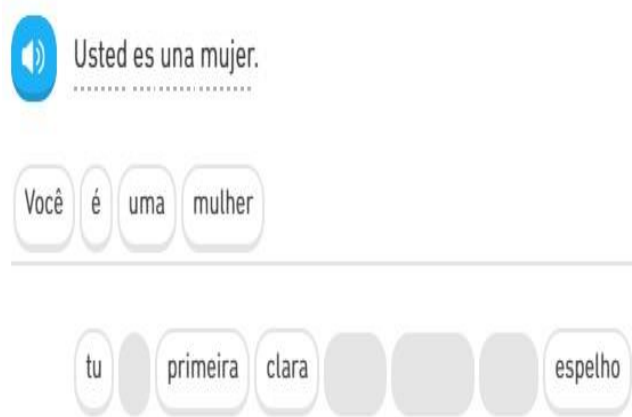 Usted es una mujer.
Você é uma mulher
tu primeira clara espelho